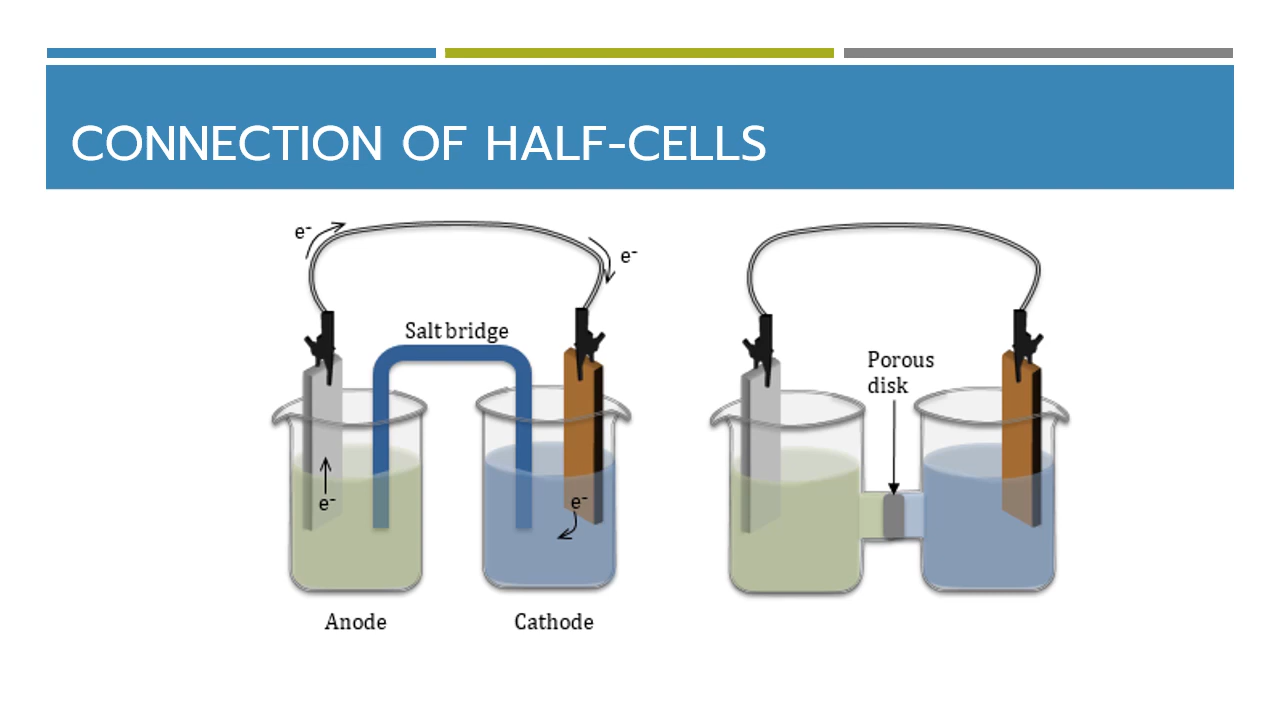 CONNECTION OF HALF-CELLS
e⁻
e⁻
Salt bridge
e⁻
e⁻
Anode
Cathode
Porous
disk